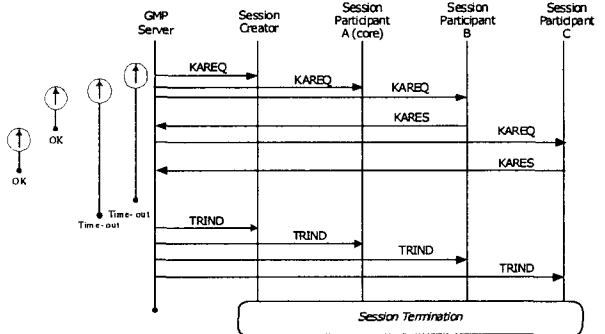 GMP
Server
Session
Creator
Session
Participant
A (core)
Session
Participant
B
Session
Participant
C
KAREQ
KAREQ
KAREQ
KARES
KAREQ
OK
KARES
OK
Time-out
Time-out
TRIND
TRIND
TRIND
TRIND
Session Termination